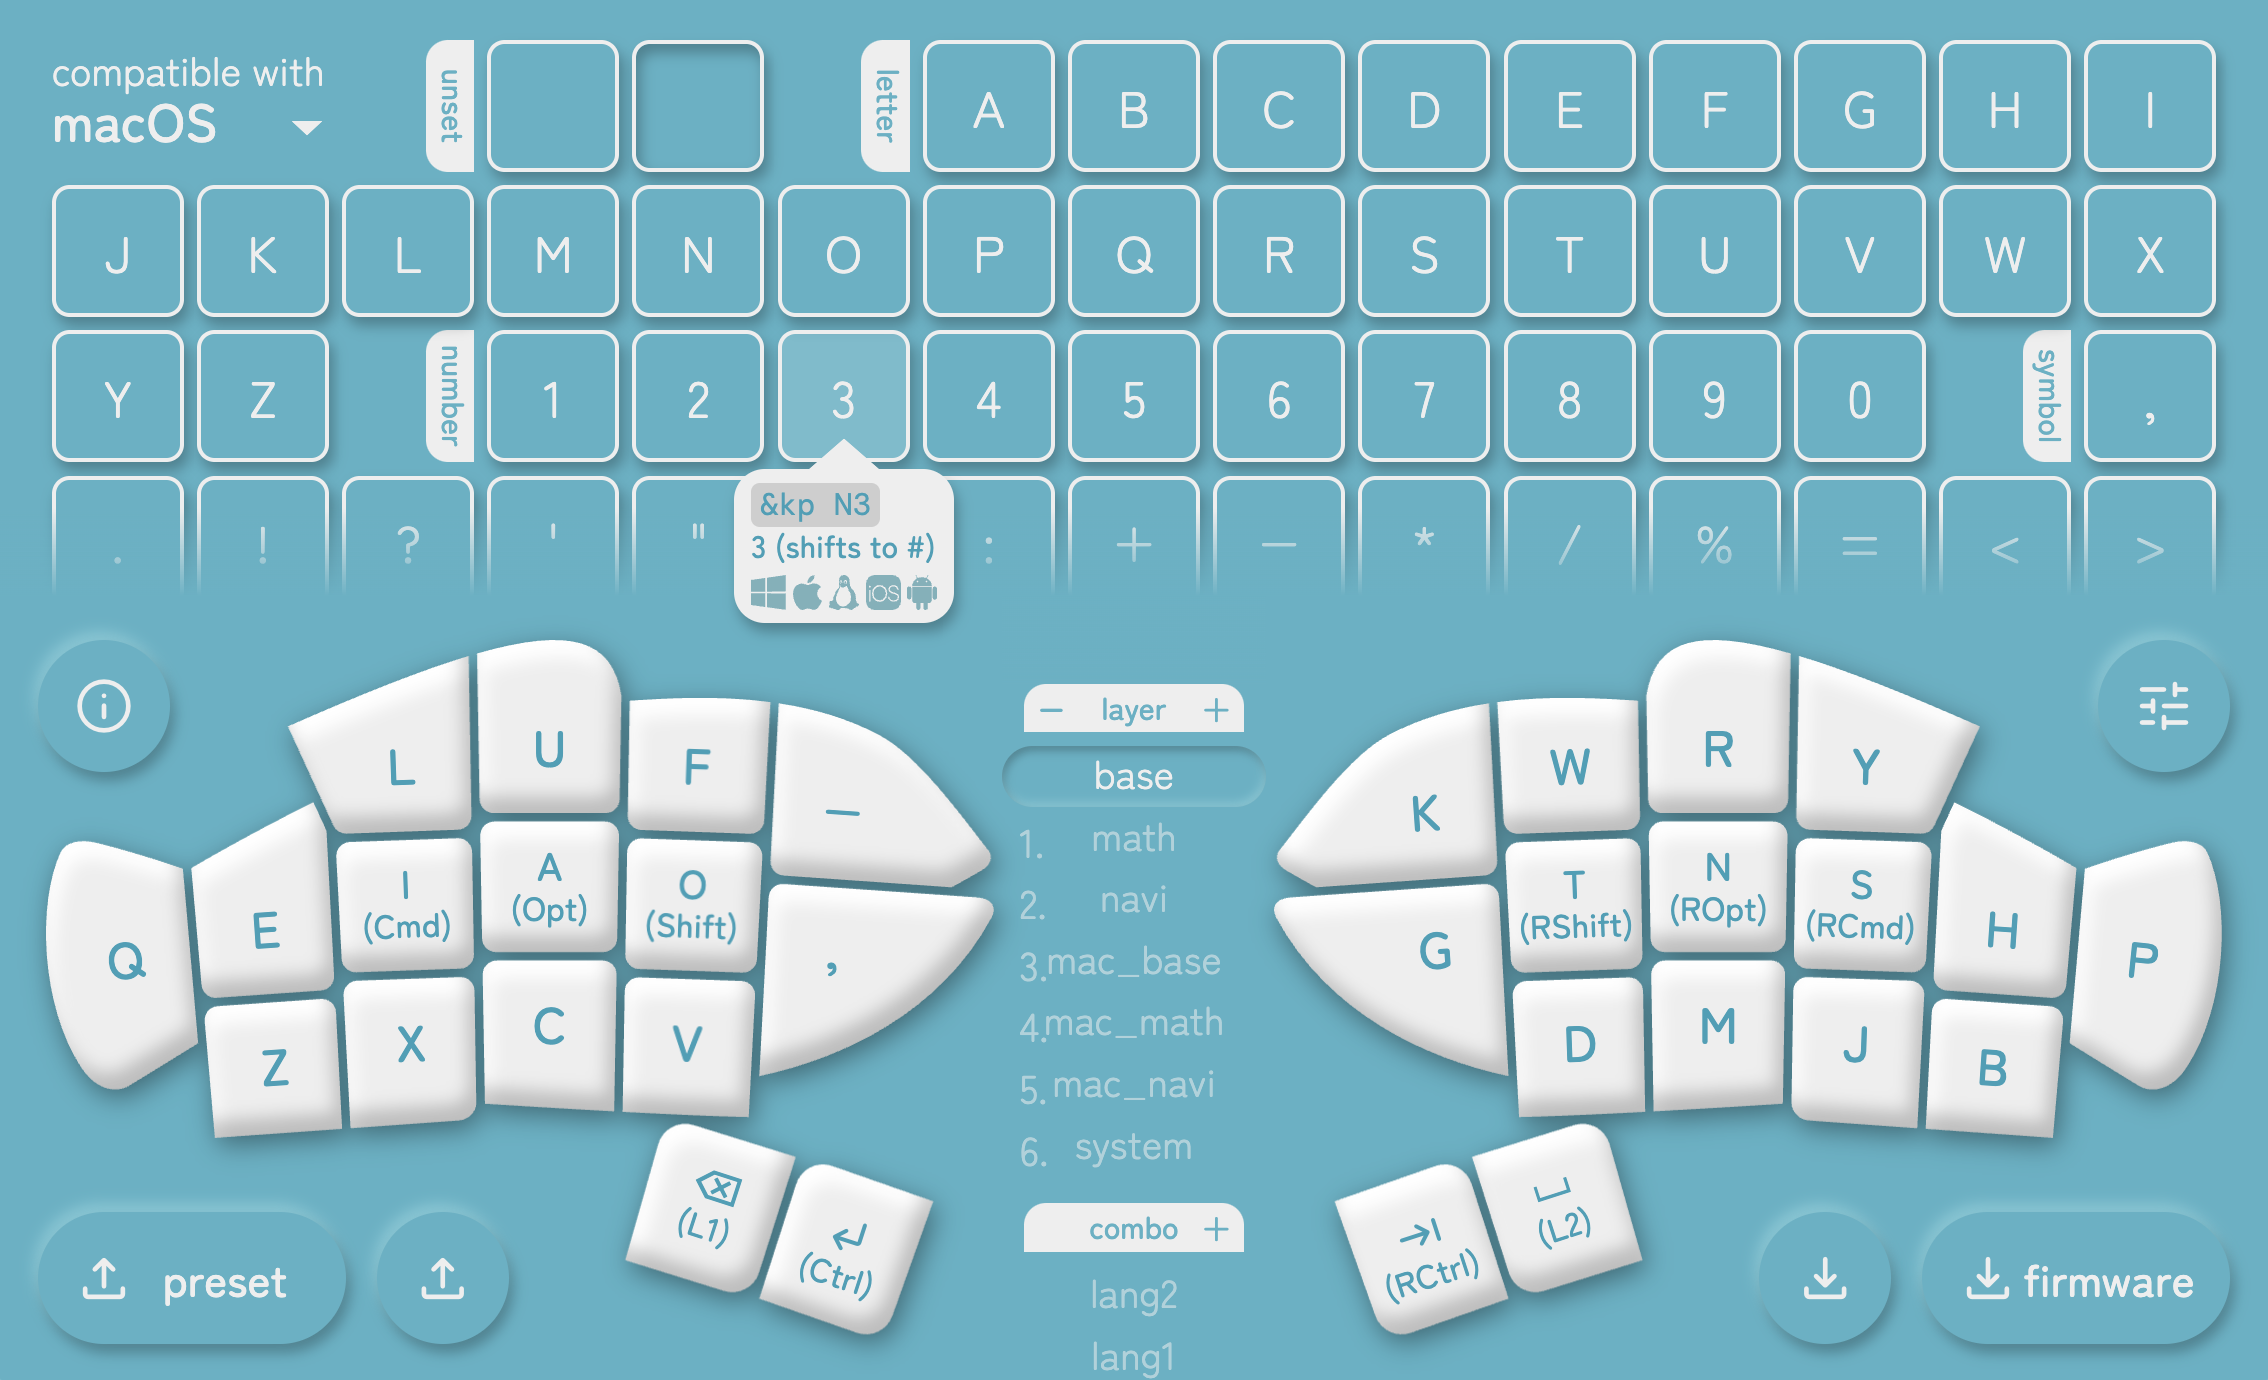 compatible with
macOS
unset
letter
A B C D E F G H I
J K L M N O P Q R S T U V W X
Y Z
number
1 2 3 4 5 6 7 8 9 0
symbol
,
. ! ? ' " : + − * / % = < >
&kp N3
3 (shifts to #)
iOS
L U F –
Q E I A O ,
(Cmd) (Opt) (Shift)
Z X C V
(L1)
(Ctrl)
− layer +
base
1. math
2. navi
3. mac_base
4. mac_math
5. mac_navi
6. system
combo +
lang2
lang1
K W R Y
G T N S H P
(RShift) (ROpt) (RCmd)
D M J B
(RCtrl)
(L2)
preset
firmware